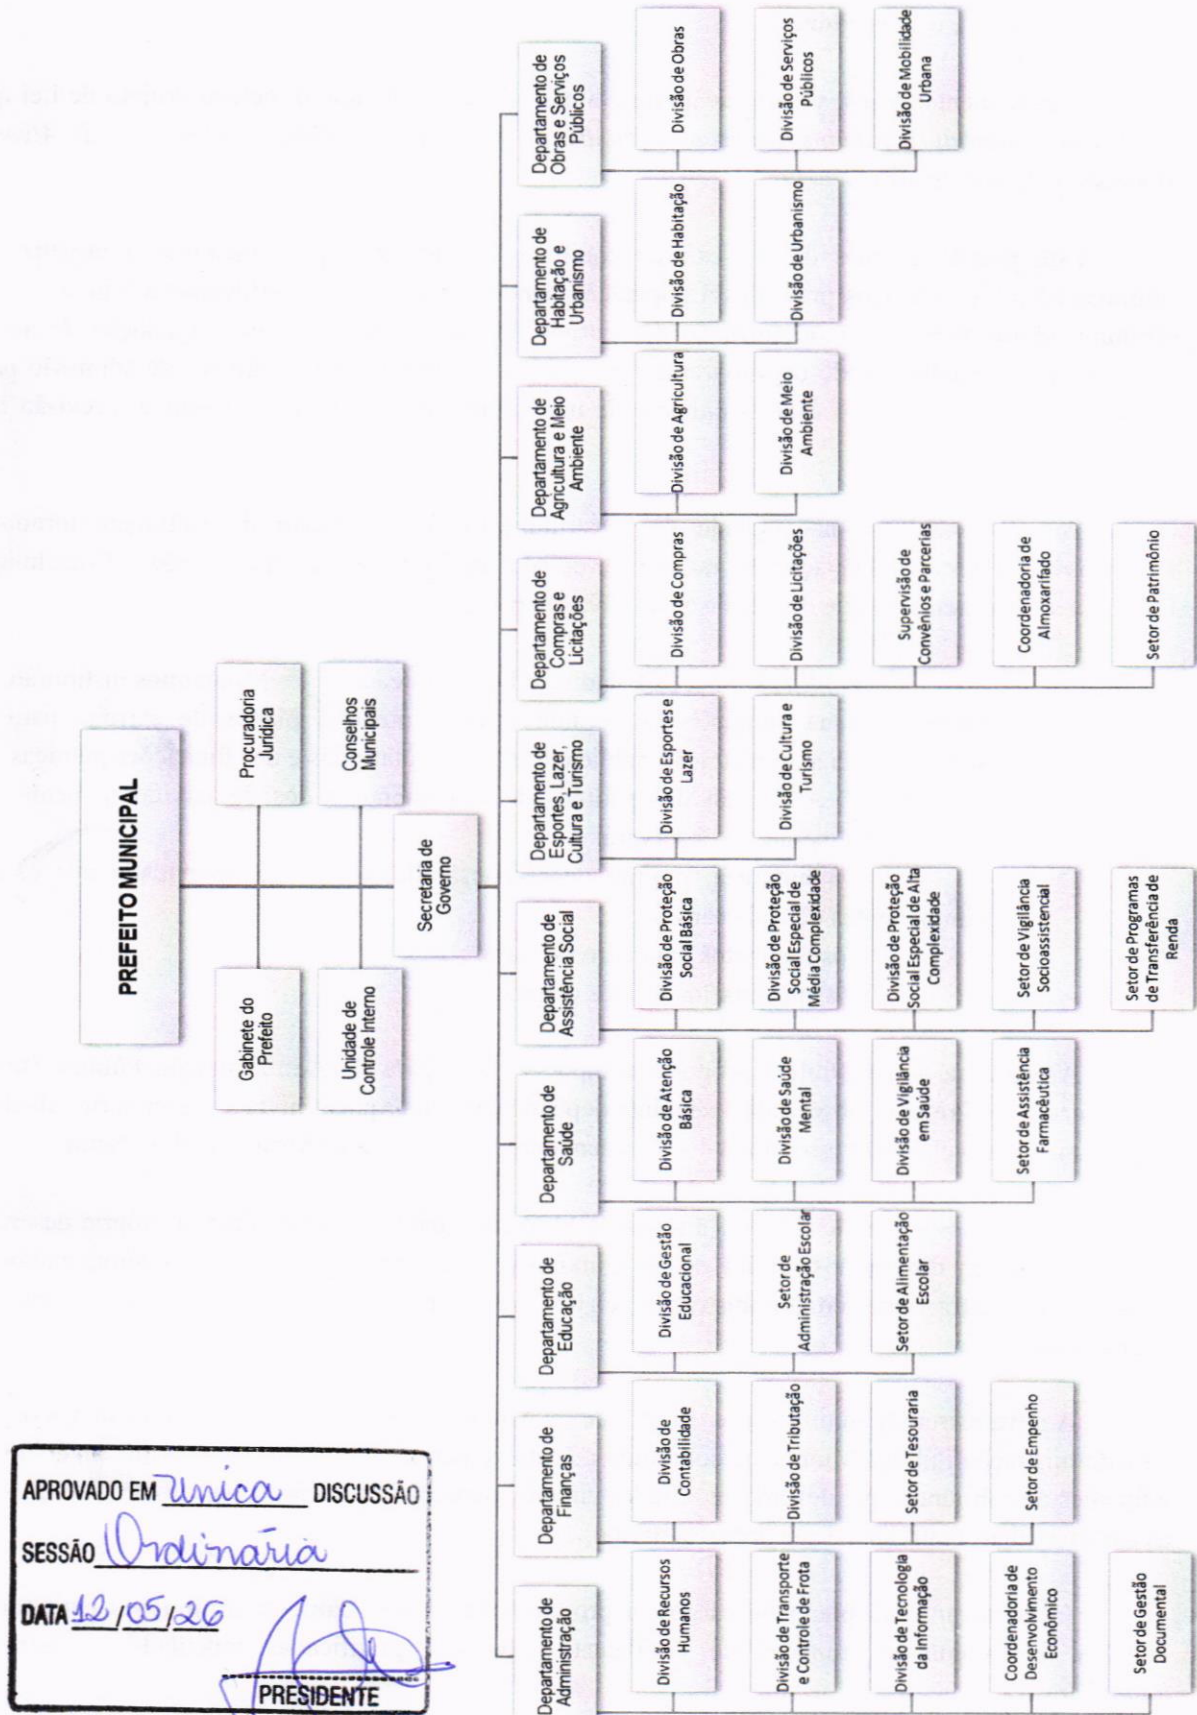 PREFEITO MUNICIPAL
Gabinete do
Prefeito
Procuradoria
Jurídica
Unidade de
Controle Interno
Conselhos
Municipais
Secretaria de
Governo
Departamento de
Administração
Divisão de Recursos
Humanos
Divisão de Transporte
e Controle de Frota
Divisão de Tecnologia
da Informação
Coordenadoria de
Desenvolvimento
Econômico
Setor de Gestão
Documental
Departamento de
Finanças
Divisão de
Contabilidade
Divisão de Tributação
Setor de Tesouraria
Setor de Empenho
Departamento de
Educação
Divisão de Gestão
Educacional
Setor de
Administração Escolar
Setor de Alimentação
Escolar
Departamento de
Saúde
Divisão de Atenção
Básica
Divisão de Saúde
Mental
Divisão de Vigilância
em Saúde
Setor de Assistência
Farmacêutica
Departamento de
Assistência Social
Divisão de Proteção
Social Básica
Divisão de Proteção
Social Especial de
Média Complexidade
Divisão de Proteção
Social Especial de Alta
Complexidade
Setor de Vigilância
Socioassistencial
Setor de Programas
de Transferência de
Renda
Departamento de
Esportes, Lazer,
Cultura e Turismo
Divisão de Esportes e
Lazer
Divisão de Cultura e
Turismo
Departamento de
Compras e
Licitações
Divisão de Compras
Divisão de Licitações
Supervisão de
Convênios e Parcerias
Coordenadoria de
Almoxarifado
Setor de Patrimônio
Departamento de
Agricultura e Meio
Ambiente
Divisão de Agricultura
Divisão de Meio
Ambiente
Departamento de
Habitação e
Urbanismo
Divisão de Habitação
Divisão de Urbanismo
Departamento de
Obras e Serviços
Públicos
Divisão de Obras
Divisão de Serviços
Públicos
Divisão de Mobilidade
Urbana
APROVADO EM Unica DISCUSSÃO
SESSÃO Ordinária
DATA 12/05/26
PRESIDENTE